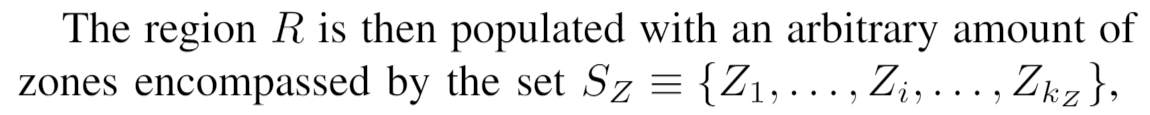 The region R is then populated with an arbitrary amount of
zones encompassed by the set S_Z ≡ {Z_1, . . . , Z_i, . . . , Z_{k_Z}},